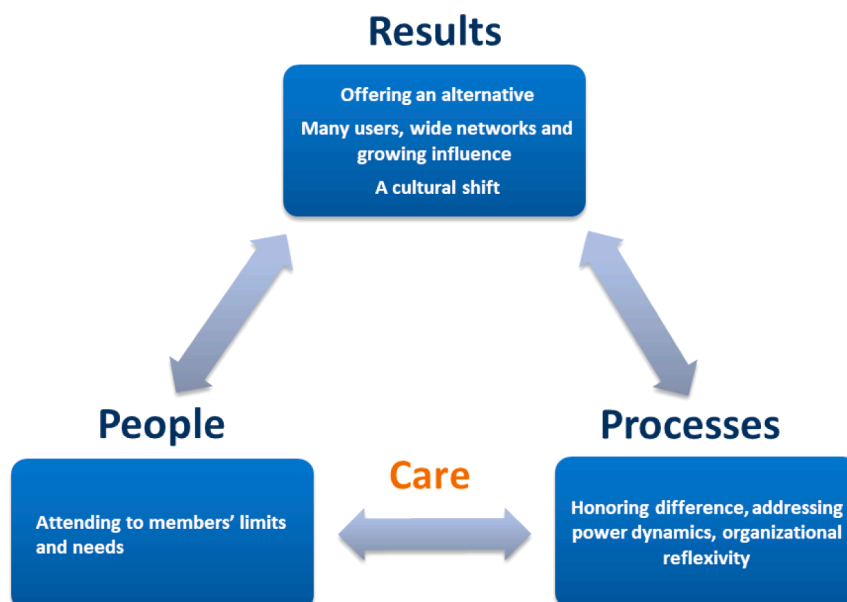 Results
Offering an alternative
Many users, wide networks and
growing influence
A cultural shift
People
Processes
Care
Attending to members’ limits
and needs
Honoring difference, addressing
power dynamics, organizational
reflexivity